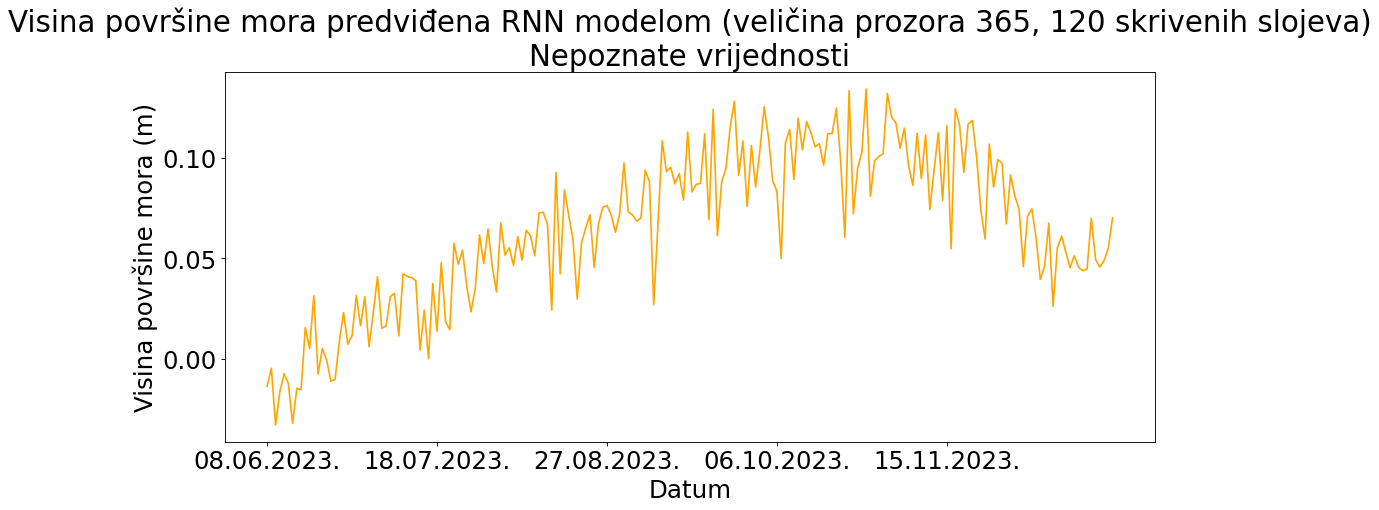 Visina površine mora predviđena RNN modelom (veličina prozora 365, 120 skrivenih slojeva)
Nepoznate vrijednosti
Visina površine mora (m)
0.10
0.05
0.00
08.06.2023. 18.07.2023. 27.08.2023. 06.10.2023. 15.11.2023.
Datum